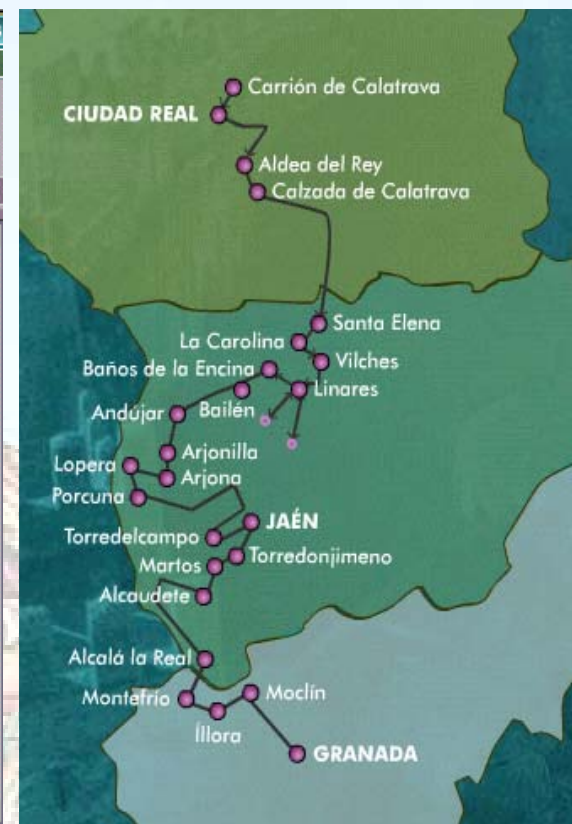 Carrión de Calatrava
CIUDAD REAL
Aldea del Rey
Calzada de Calatrava
Santa Elena
La Carolina
Vilches
Baños de la Encina
Linares
Bailén
Andújar
Arjonilla
Lopera
Arjona
Porcuna
JAÉN
Torredelcampo
Torredonjimeno
Martos
Alcaudete
Alcalá la Real
Moclín
Montefrío
Íllora
GRANADA